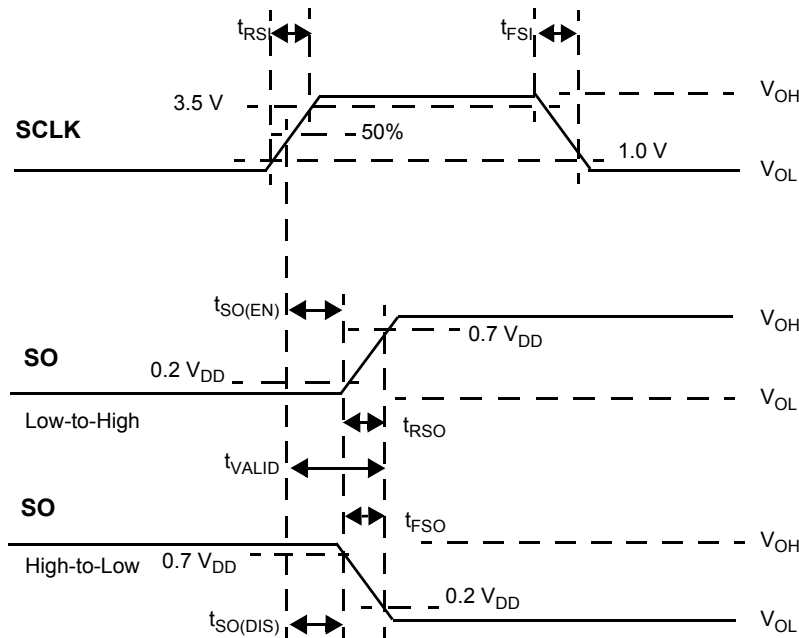 tRSI
tFSI
3.5 V
VOH
SCLK
50%
1.0 V
VOL
tSO(EN)
VOH
0.7 VDD
SO
0.2 VDD
VOL
Low-to-High
tRSO
tVALID
SO
tFSO
VOH
High-to-Low
0.7 VDD
0.2 VDD
tSO(DIS)
VOL